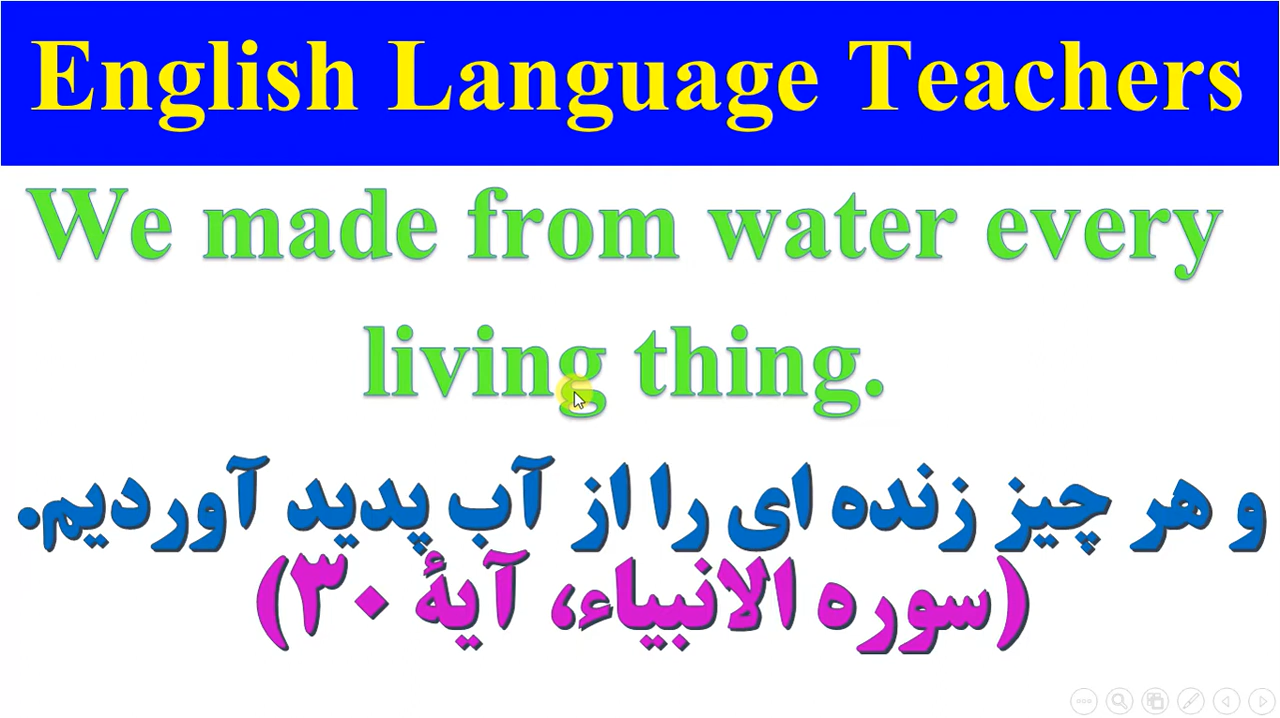 English Language Teachers
We made from water every
living thing.
و هر چیز زنده ای را از آب پدید آوردیم.
(سوره الانبیاء، آیۀ ۳۰)